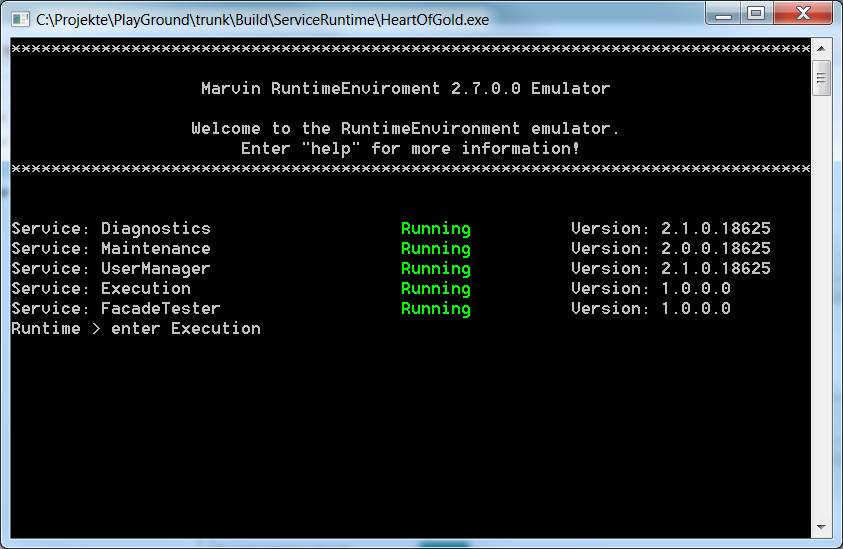 C:\Projekte\PlayGround\trunk\Build\ServiceRuntime\HeartOfGold.exe
********************************************************************************
Marvin RuntimeEnviroment 2.7.0.0 Emulator
Welcome to the RuntimeEnvironment emulator.
Enter "help" for more information!
********************************************************************************
Service: Diagnostics Running Version: 2.1.0.18625
Service: Maintenance Running Version: 2.0.0.18625
Service: UserManager Running Version: 2.1.0.18625
Service: Execution Running Version: 1.0.0.0
Service: FacadeTester Running Version: 1.0.0.0
Runtime > enter Execution